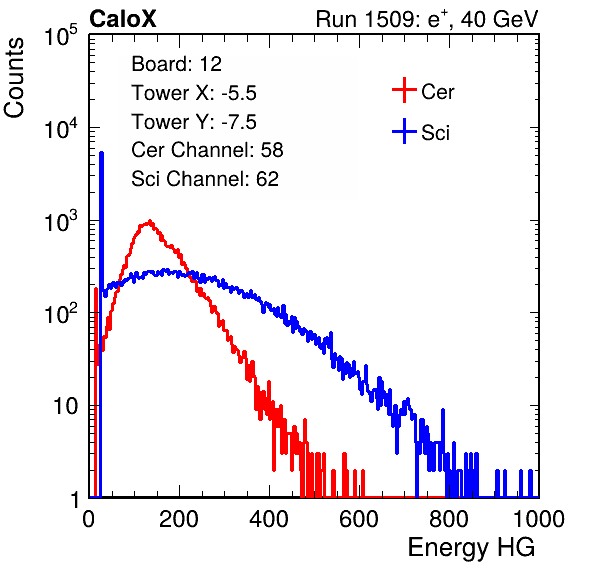 CaloX Run 1509: e⁺, 40 GeV
Counts
Board: 12
Tower X: -5.5
Tower Y: -7.5
Cer Channel: 58
Sci Channel: 62
Cer
Sci
10⁵
10⁴
10³
10²
10
1
0 200 400 600 800 1000
Energy HG